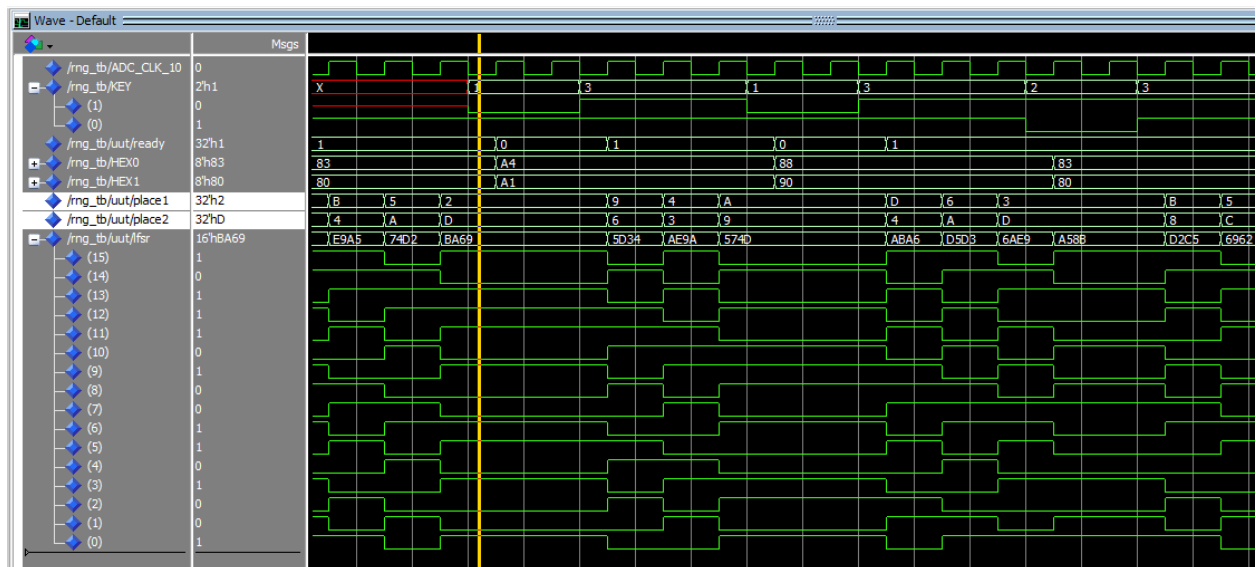 Wave - Default
Msgs
/rng_tb/ADC_CLK_10 0
/rng_tb/KEY 2'h1 X 1 3 1 3 2 3
(1) 0
(0) 1
/rng_tb/uut/ready 32'h1 1 0 1 0 1
/rng_tb/HEX0 8'h83 83 A4 88 83
/rng_tb/HEX1 8'h80 80 A1 90 80
/rng_tb/uut/place1 32'h2 B 5 2 9 4 A D 6 3 B 5
/rng_tb/uut/place2 32'hD 4 A D 6 3 9 4 A D 8 C
/rng_tb/uut/lfsr 16'hBA69 E9A5 74D2 BA69 5D34 AE9A 574D ABA6 D5D3 6AE9 A58B D2C5 6962
(15) 1
(14) 0
(13) 1
(12) 1
(11) 1
(10) 0
(9) 1
(8) 0
(7) 0
(6) 1
(5) 1
(4) 0
(3) 1
(2) 0
(1) 0
(0) 1